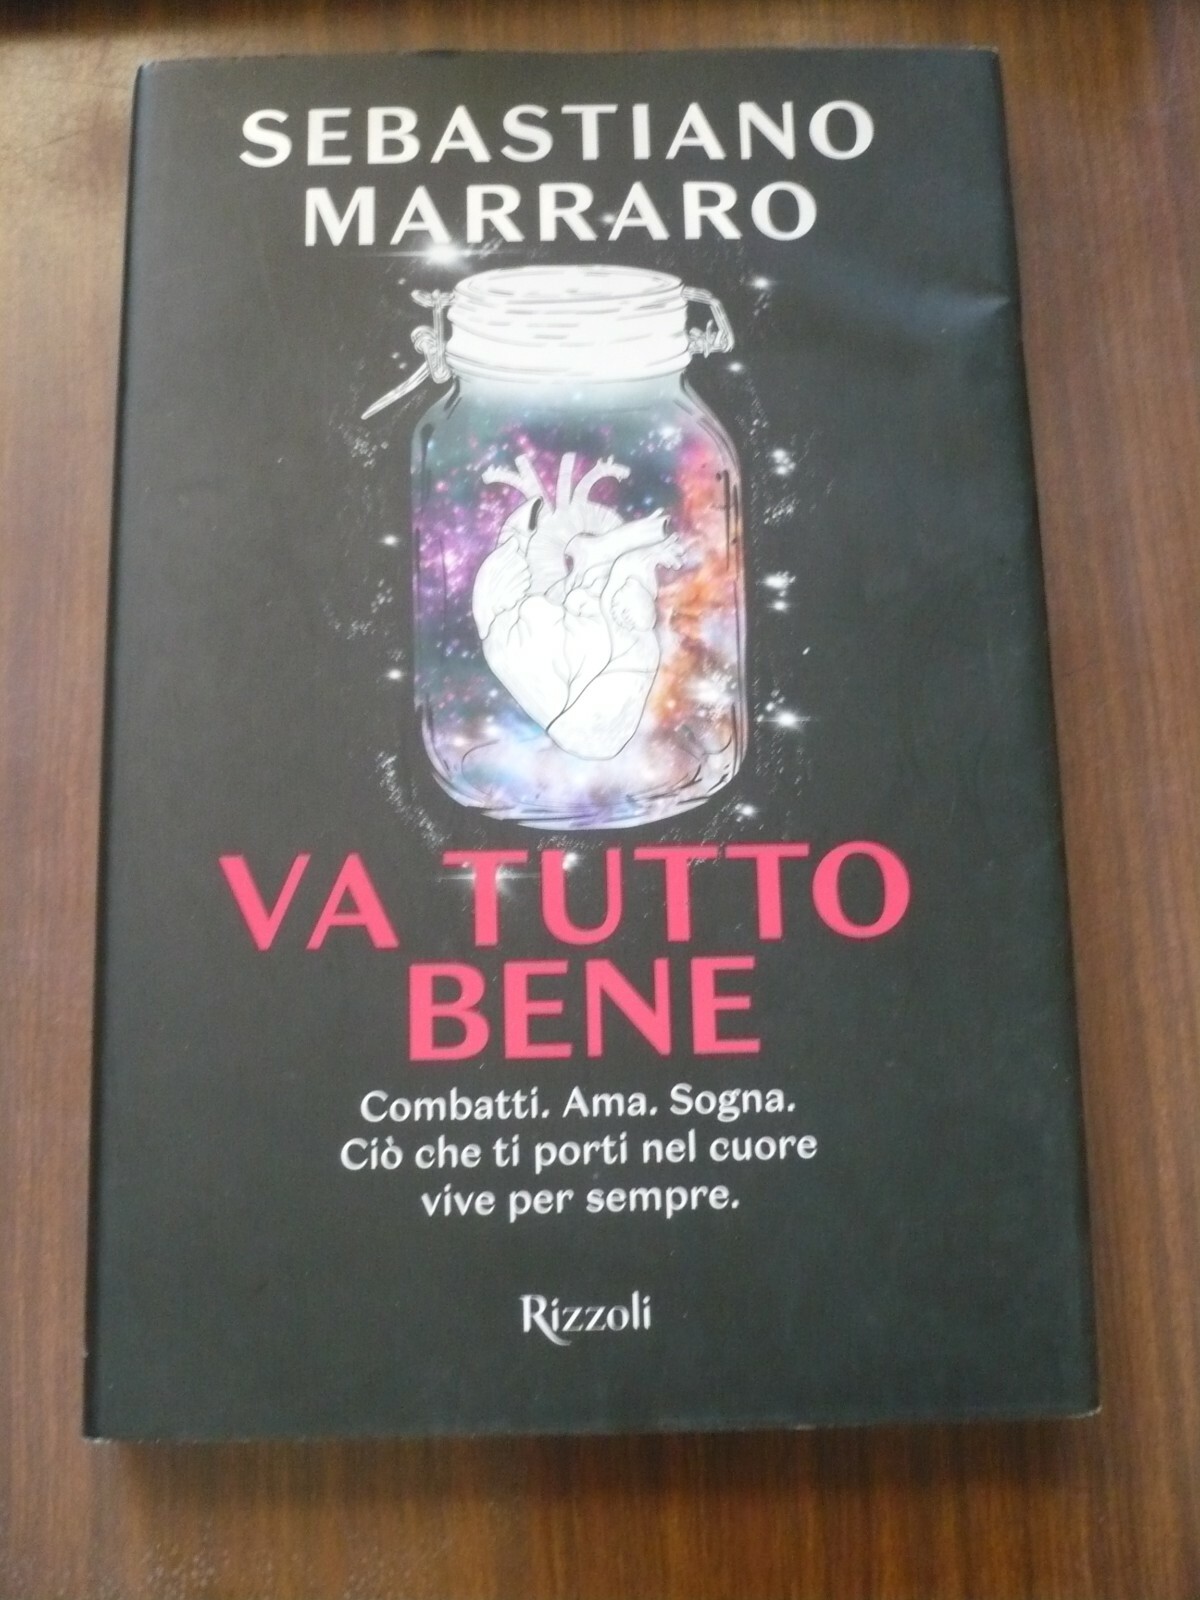 SEBASTIANO
MARRARO
VA TUTTO
BENE
Combatti. Ama. Sogna.
Ciò che ti porti nel cuore
vive per sempre.
Rizzoli